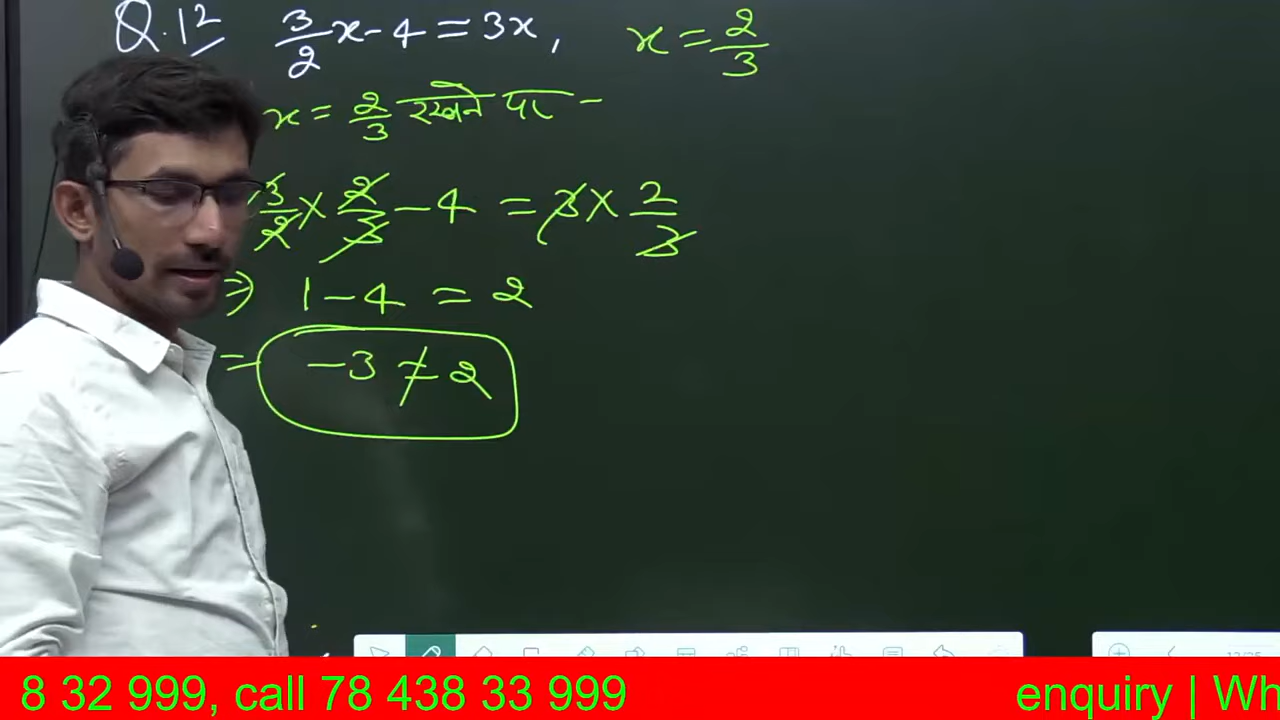 Q.12 3/2 x - 4 = 3x, x = 2/3
x = 2/3 रखने पर -
3/2 × 2/3 - 4 = 3 × 2/3
⇒ 1 - 4 = 2
= -3 ≠ 2
8 32 999, call 78 438 33 999 enquiry | Wh